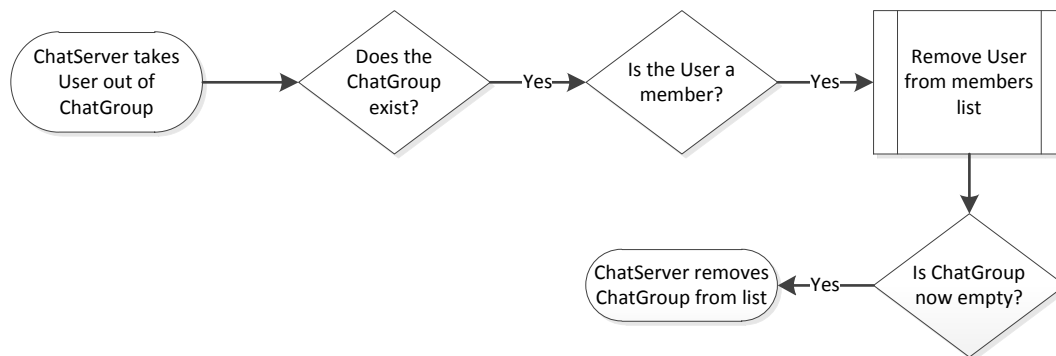 ChatServer takes
User out of
ChatGroup
Does the
ChatGroup
exist?
Yes
Is the User a
member?
Yes
Remove User
from members
list
Is ChatGroup
now empty?
Yes
ChatServer removes
ChatGroup from list